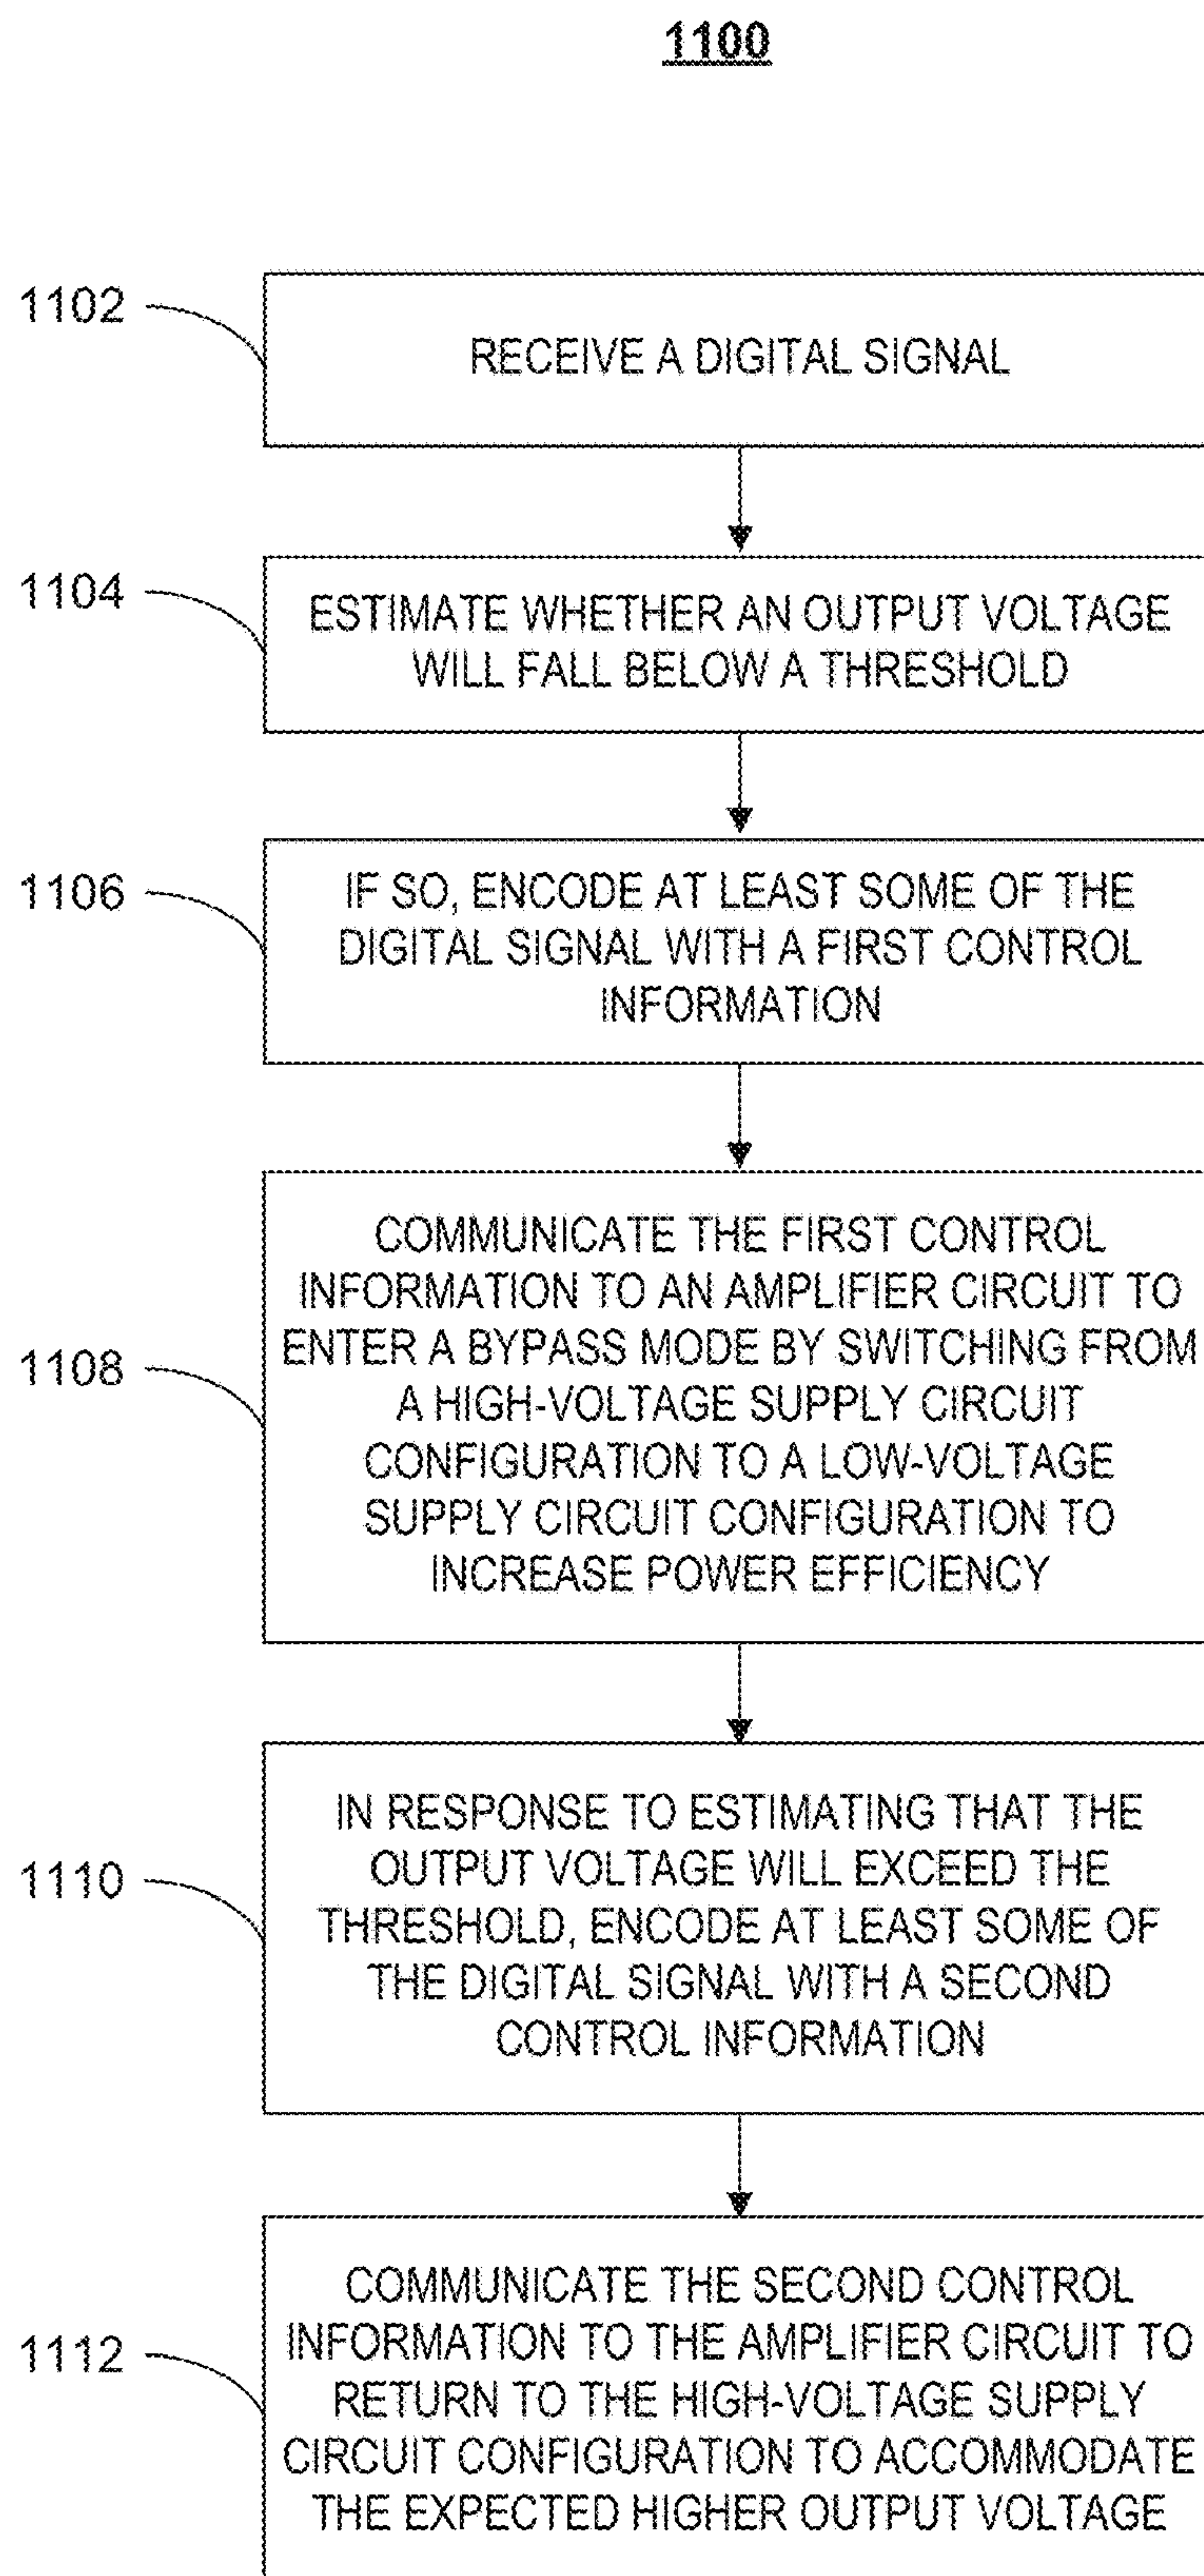 1100
1102
RECEIVE A DIGITAL SIGNAL
1104
ESTIMATE WHETHER AN OUTPUT VOLTAGE
WILL FALL BELOW A THRESHOLD
1106
IF SO, ENCODE AT LEAST SOME OF THE
DIGITAL SIGNAL WITH A FIRST CONTROL
INFORMATION
1108
COMMUNICATE THE FIRST CONTROL
INFORMATION TO AN AMPLIFIER CIRCUIT TO
ENTER A BYPASS MODE BY SWITCHING FROM
A HIGH-VOLTAGE SUPPLY CIRCUIT
CONFIGURATION TO A LOW-VOLTAGE
SUPPLY CIRCUIT CONFIGURATION TO
INCREASE POWER EFFICIENCY
1110
IN RESPONSE TO ESTIMATING THAT THE
OUTPUT VOLTAGE WILL EXCEED THE
THRESHOLD, ENCODE AT LEAST SOME OF
THE DIGITAL SIGNAL WITH A SECOND
CONTROL INFORMATION
1112
COMMUNICATE THE SECOND CONTROL
INFORMATION TO THE AMPLIFIER CIRCUIT TO
RETURN TO THE HIGH-VOLTAGE SUPPLY
CIRCUIT CONFIGURATION TO ACCOMMODATE
THE EXPECTED HIGHER OUTPUT VOLTAGE